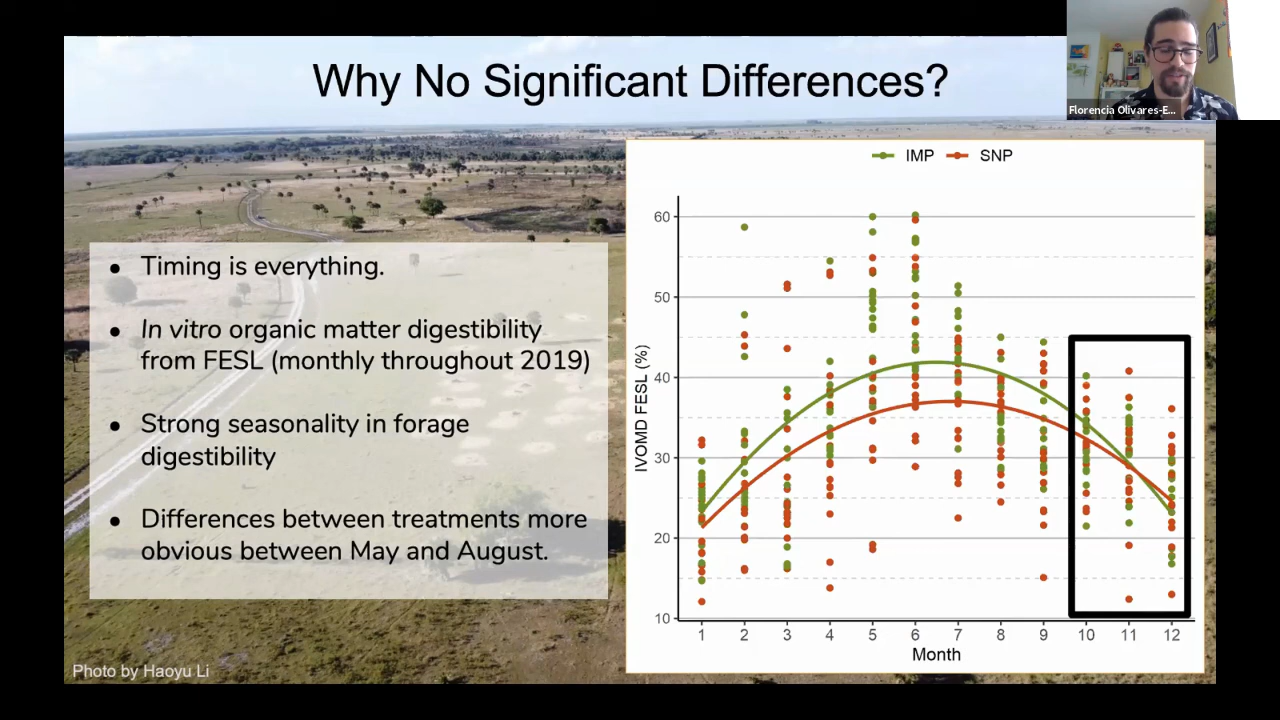 Why No Significant Differences?
Florencia Olivares-E...
● Timing is everything.
● In vitro organic matter digestibility
from FESL (monthly throughout 2019)
● Strong seasonality in forage
digestibility
● Differences between treatments more
obvious between May and August.
Photo by Haoyu Li
IMP SNP
IVOMD FESL (%)
60
50
40
30
20
10
1 2 3 4 5 6 7 8 9 10 11 12
Month